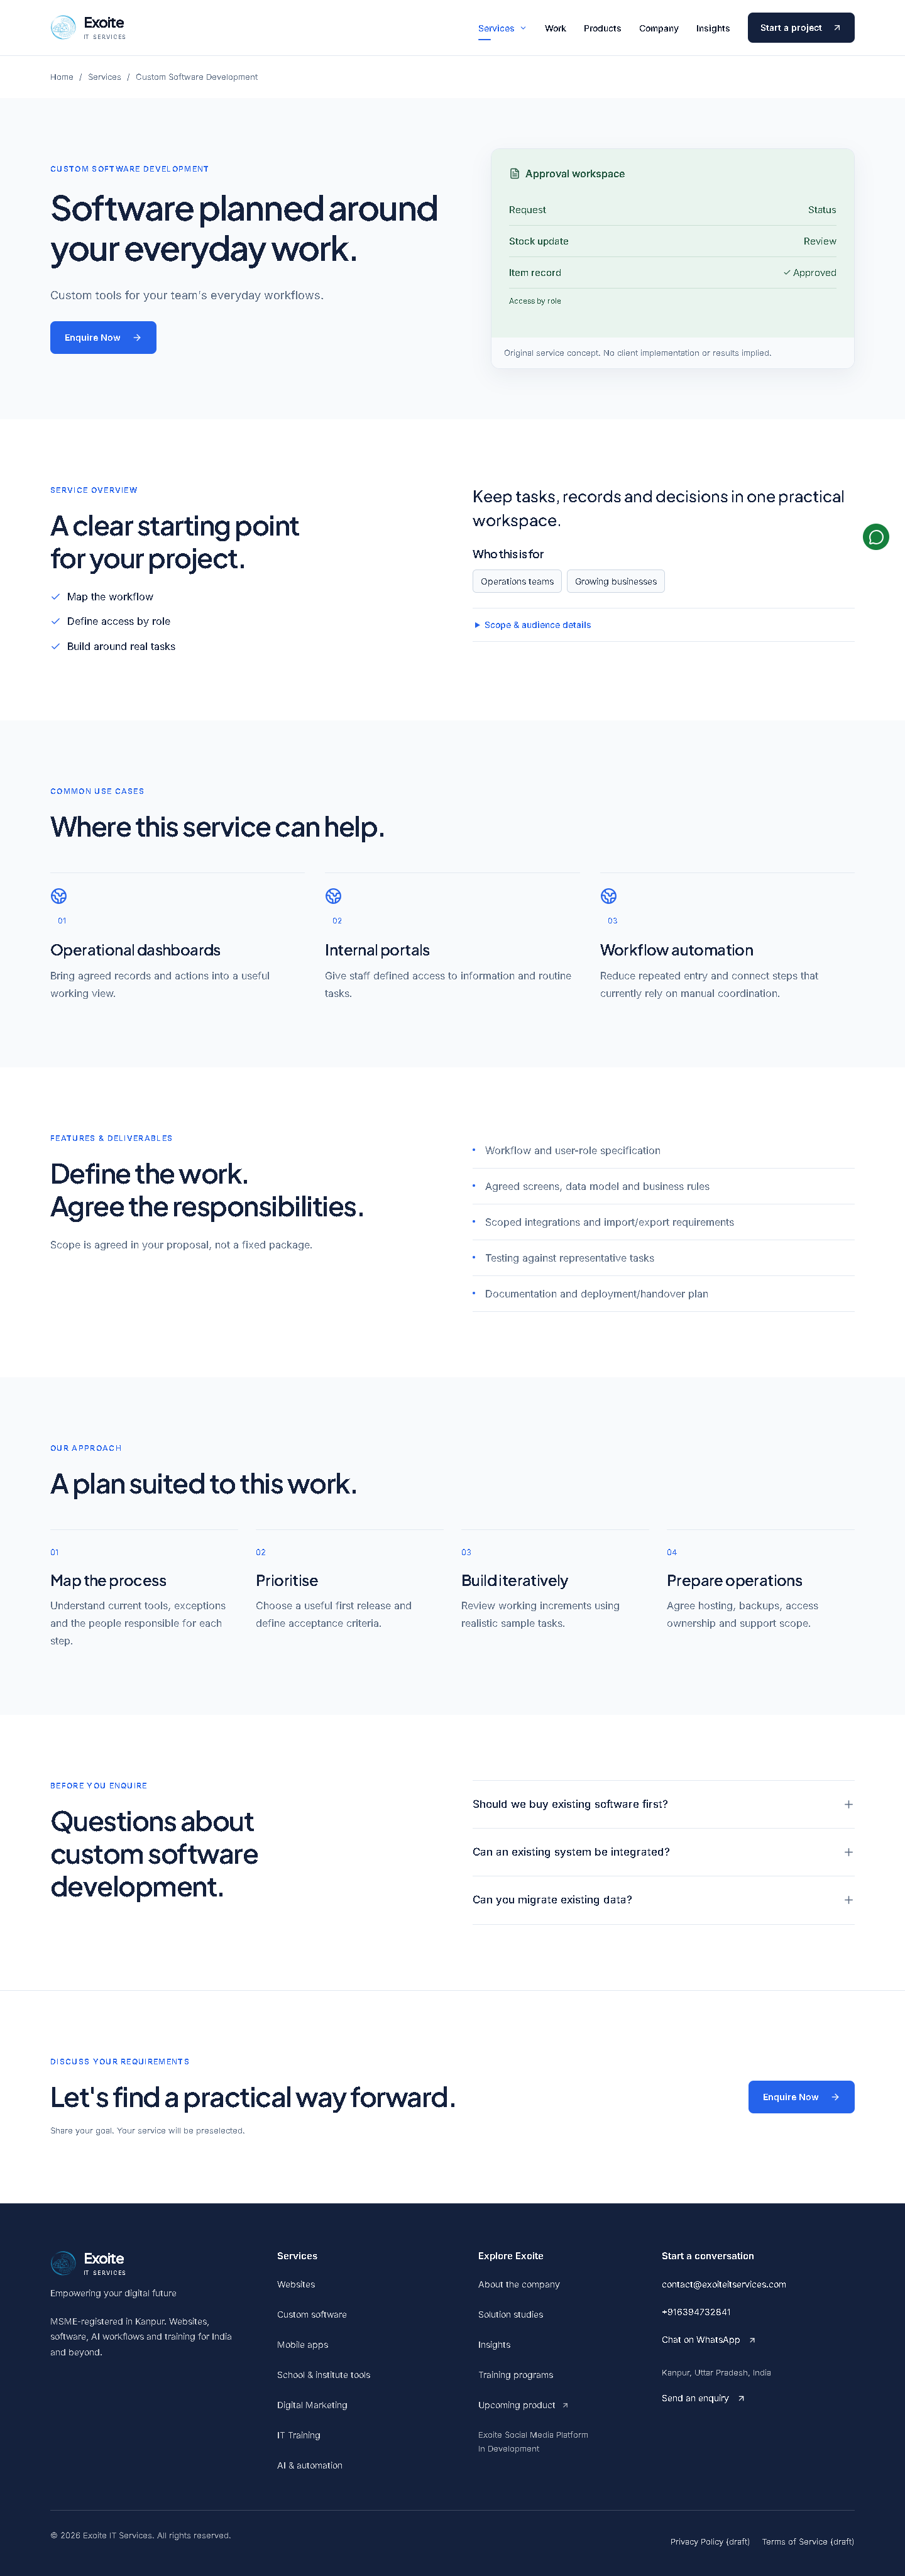 Exoite
IT SERVICES
Services
Work
Products
Company
Insights
Start a project
Home / Services / Custom Software Development
CUSTOM SOFTWARE DEVELOPMENT
Software planned around
your everyday work.
Custom tools for your team's everyday workflows.
Enquire Now
Approval workspace
Request Status
Stock update Review
Item record Approved
Access by role
Original service concept. No client implementation or results implied.
SERVICE OVERVIEW
A clear starting point
for your project.
Map the workflow
Define access by role
Build around real tasks
Keep tasks, records and decisions in one practical
workspace.
Who this is for
Operations teams
Growing businesses
Scope & audience details
COMMON USE CASES
Where this service can help.
01
Operational dashboards
Bring agreed records and actions into a useful
working view.
02
Internal portals
Give staff defined access to information and routine
tasks.
03
Workflow automation
Reduce repeated entry and connect steps that
currently rely on manual coordination.
FEATURES & DELIVERABLES
Define the work.
Agree the responsibilities.
Scope is agreed in your proposal, not a fixed package.
Workflow and user-role specification
Agreed screens, data model and business rules
Scoped integrations and import/export requirements
Testing against representative tasks
Documentation and deployment/handover plan
OUR APPROACH
A plan suited to this work.
01
Map the process
Understand current tools, exceptions
and the people responsible for each
step.
02
Prioritise
Choose a useful first release and
define acceptance criteria.
03
Build iteratively
Review working increments using
realistic sample tasks.
04
Prepare operations
Agree hosting, backups, access
ownership and support scope.
BEFORE YOU ENQUIRE
Questions about
custom software
development.
Should we buy existing software first?
Can an existing system be integrated?
Can you migrate existing data?
DISCUSS YOUR REQUIREMENTS
Let's find a practical way forward.
Share your goal. Your service will be preselected.
Enquire Now
Exoite
IT SERVICES
Empowering your digital future
MSME-registered in Kanpur. Websites,
software, AI workflows and training for India
and beyond.
Services
Websites
Custom software
Mobile apps
School & institute tools
Digital Marketing
IT Training
AI & automation
Explore Exoite
About the company
Solution studies
Insights
Training programs
Upcoming product
Exoite Social Media Platform
In Development
Start a conversation
contact@exoiteitservices.com
+916394732841
Chat on WhatsApp
Kanpur, Uttar Pradesh, India
Send an enquiry
© 2026 Exoite IT Services. All rights reserved.
Privacy Policy (draft)
Terms of Service (draft)